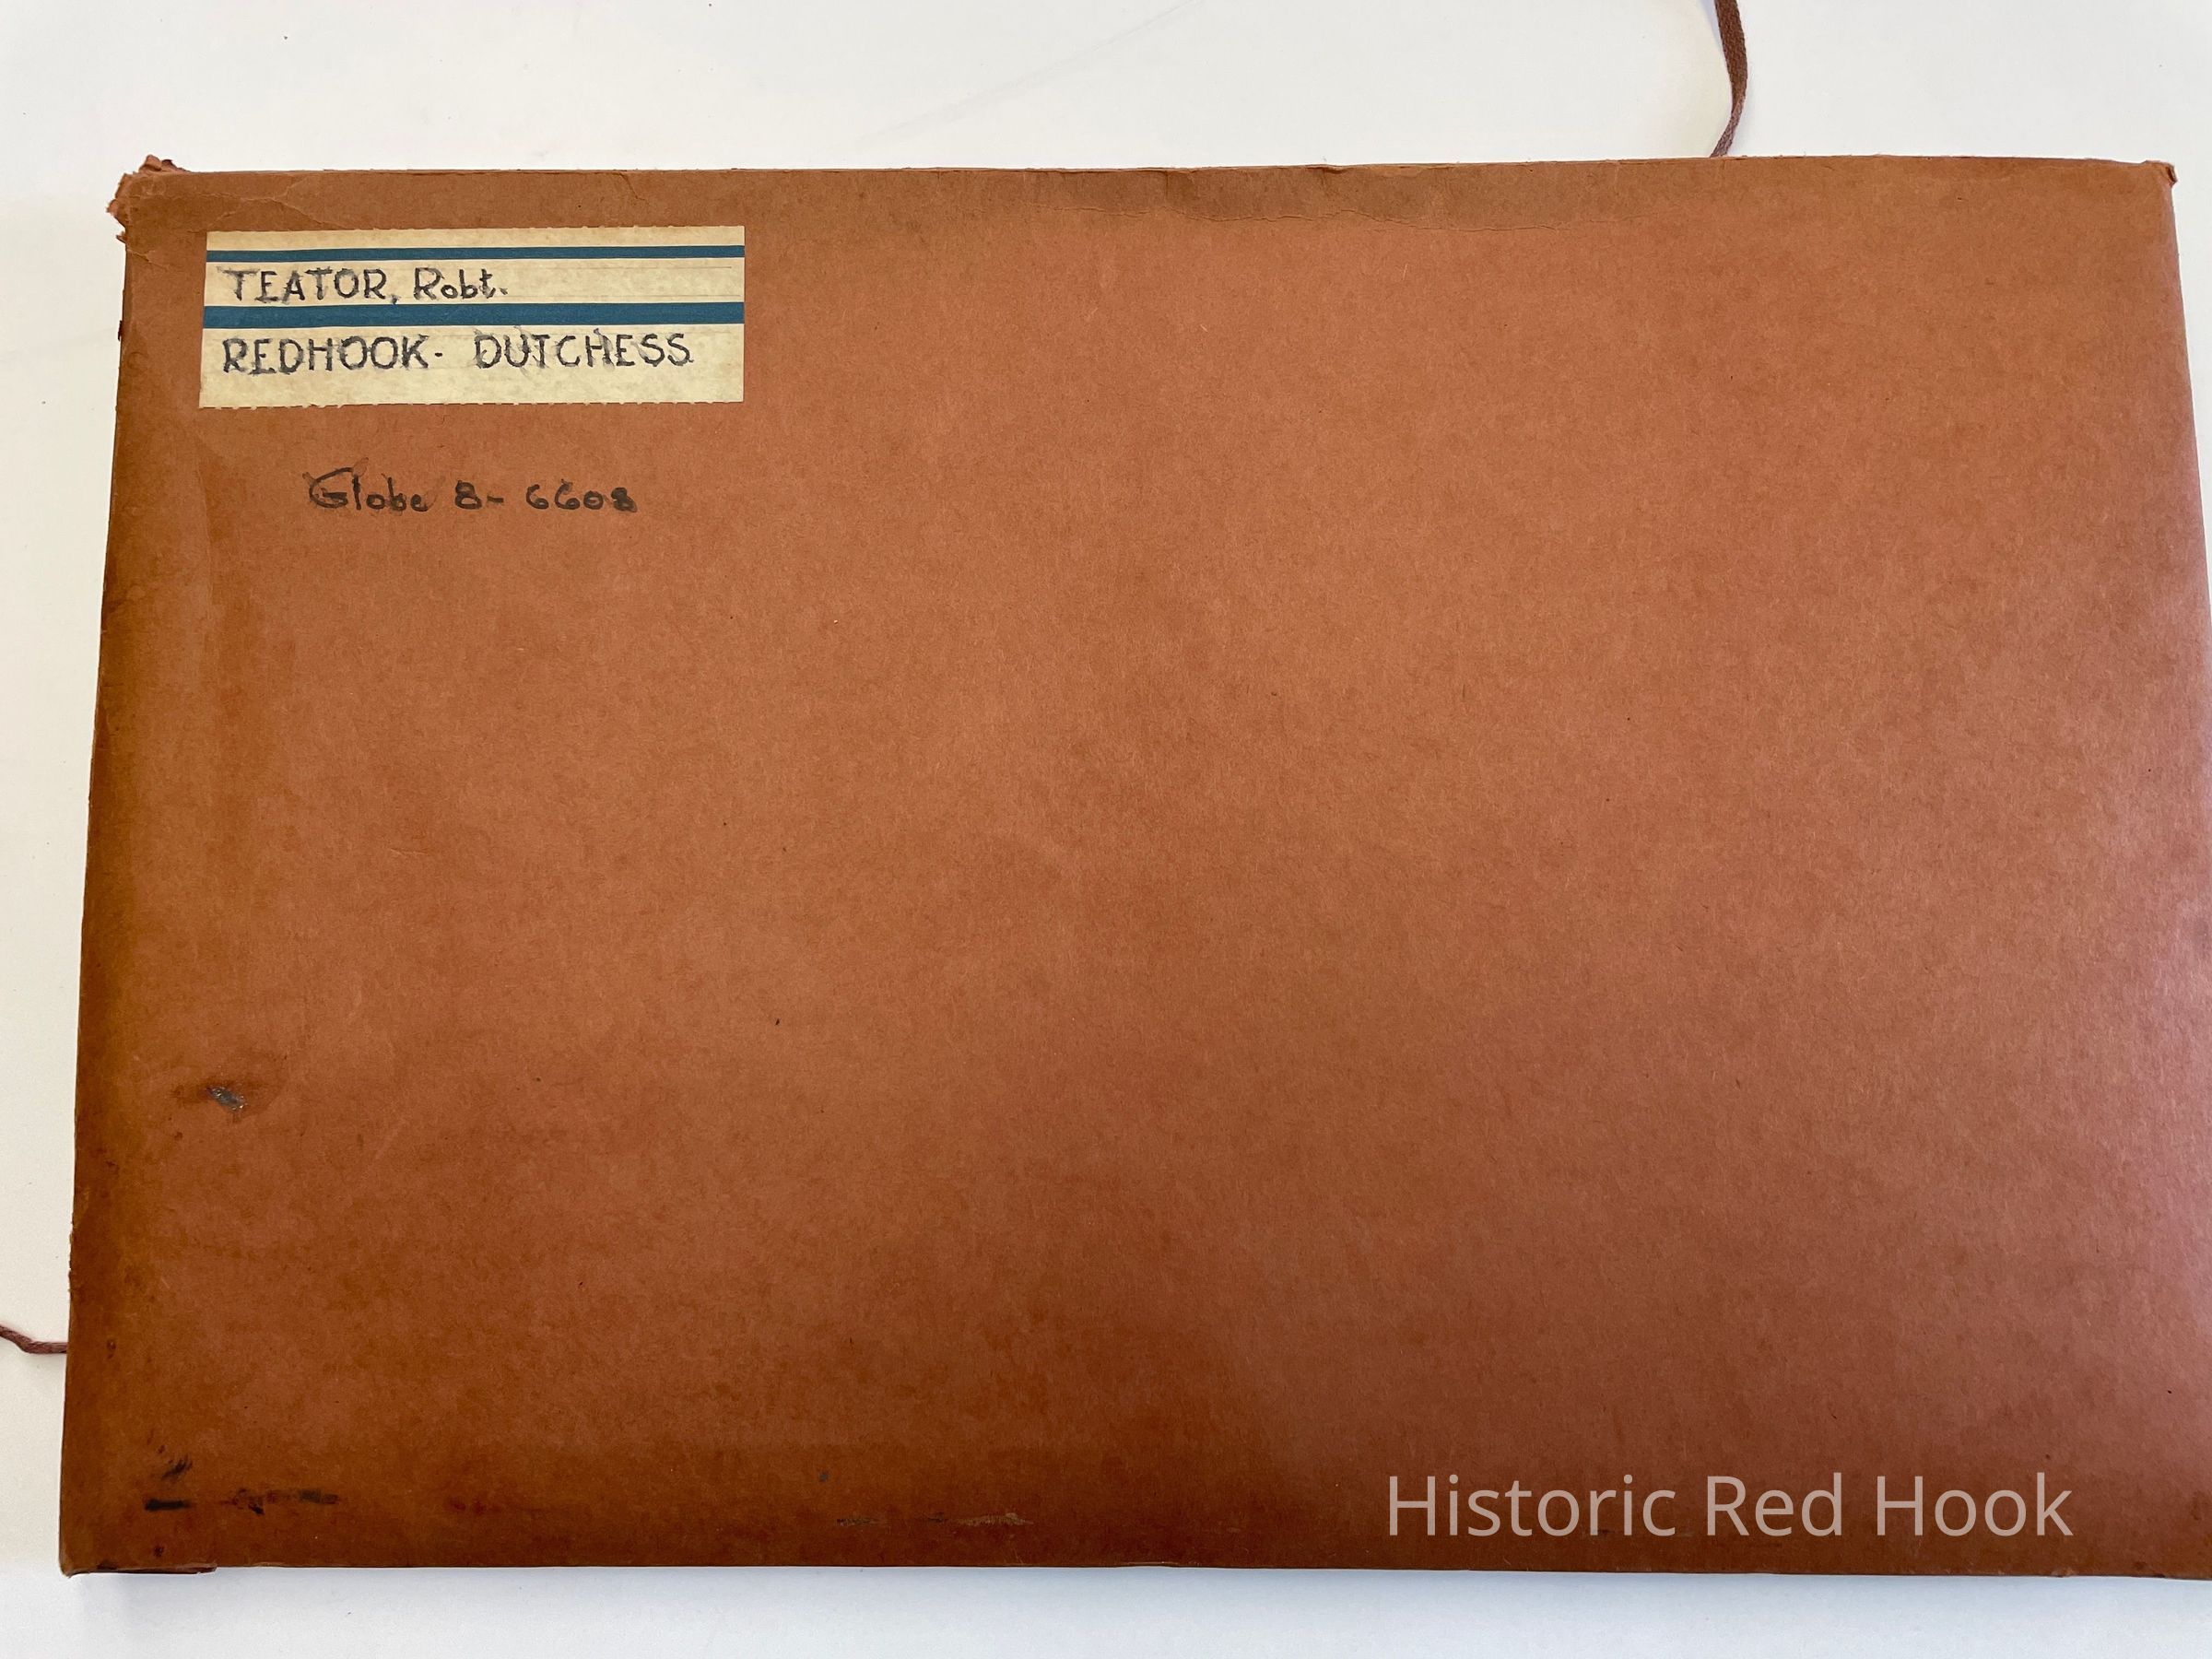 TEATOR, Robt.
REDHOOK- DUTCHESS
Globe 8- 6608
Historic Red Hook